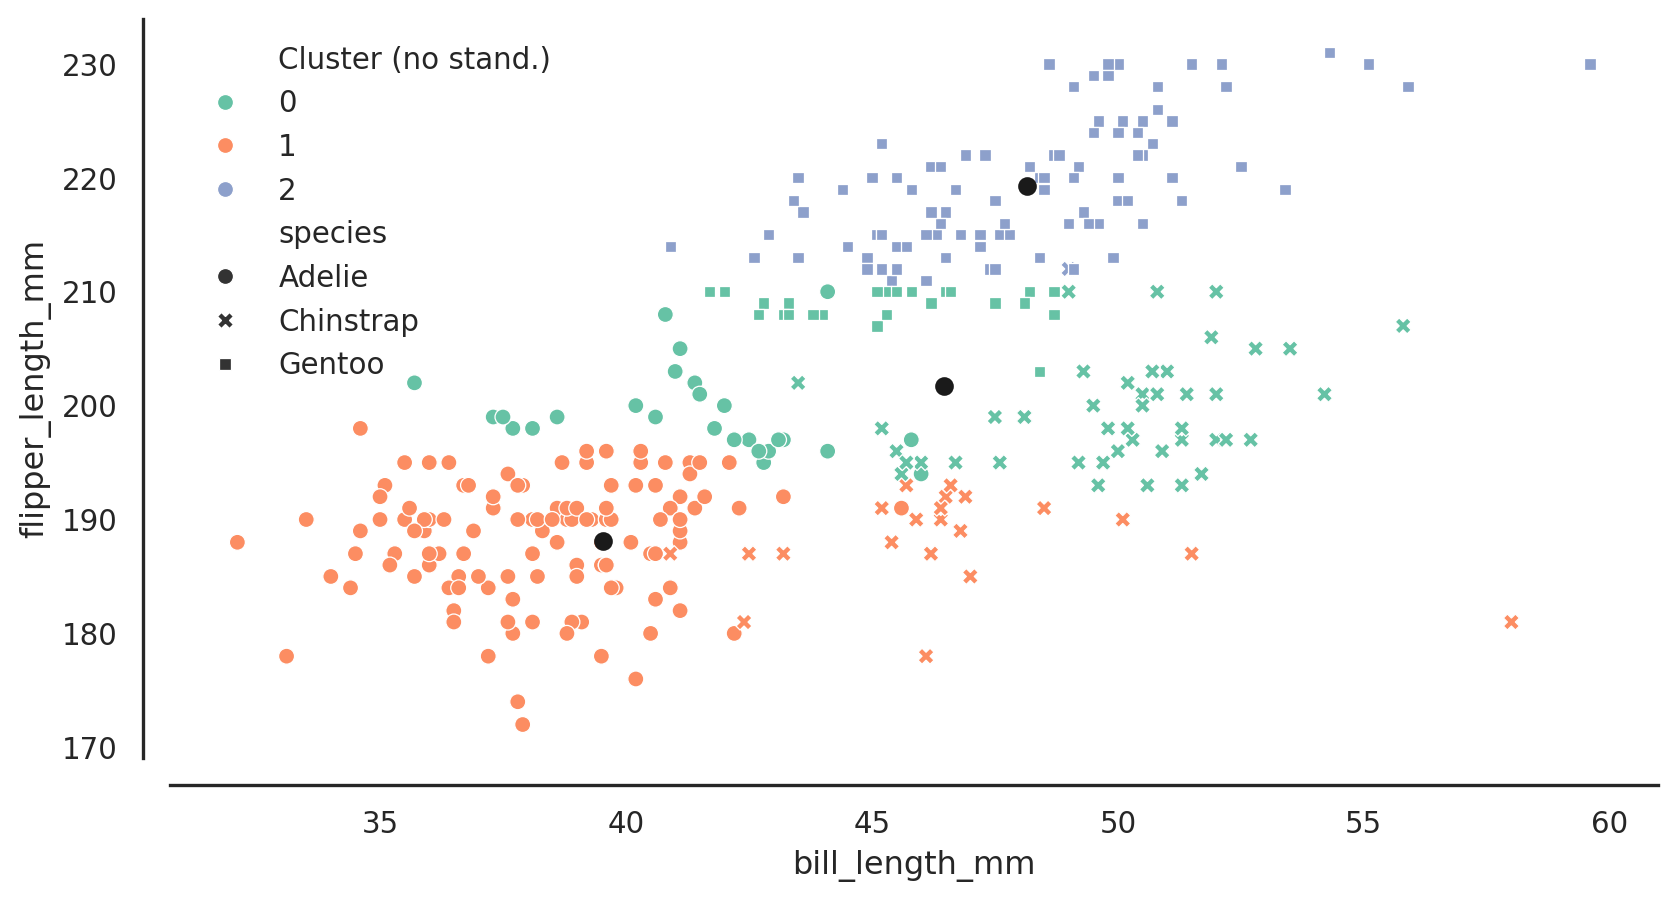 Cluster (no stand.)
0
1
2
species
Adelie
Chinstrap
Gentoo
flipper_length_mm
230
220
210
200
190
180
170
35 40 45 50 55 60
bill_length_mm